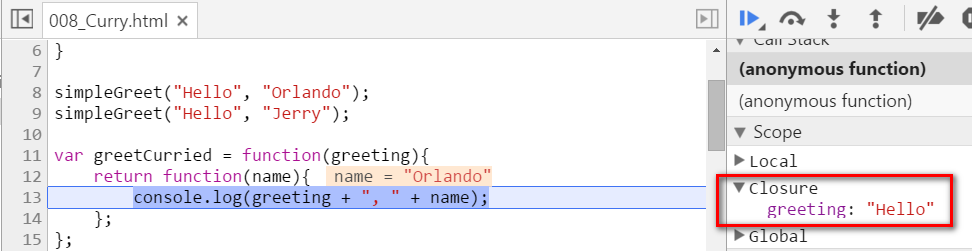 008_Curry.html ×
Call Stack
6 }
7
8 simpleGreet("Hello", "Orlando");
9 simpleGreet("Hello", "Jerry");
10
11 var greetCurried = function(greeting){
12 return function(name){ name = "Orlando"
13 console.log(greeting + ", " + name);
14 };
15 };
(anonymous function)
(anonymous function)
Scope
Local
Closure
greeting: "Hello"
Global